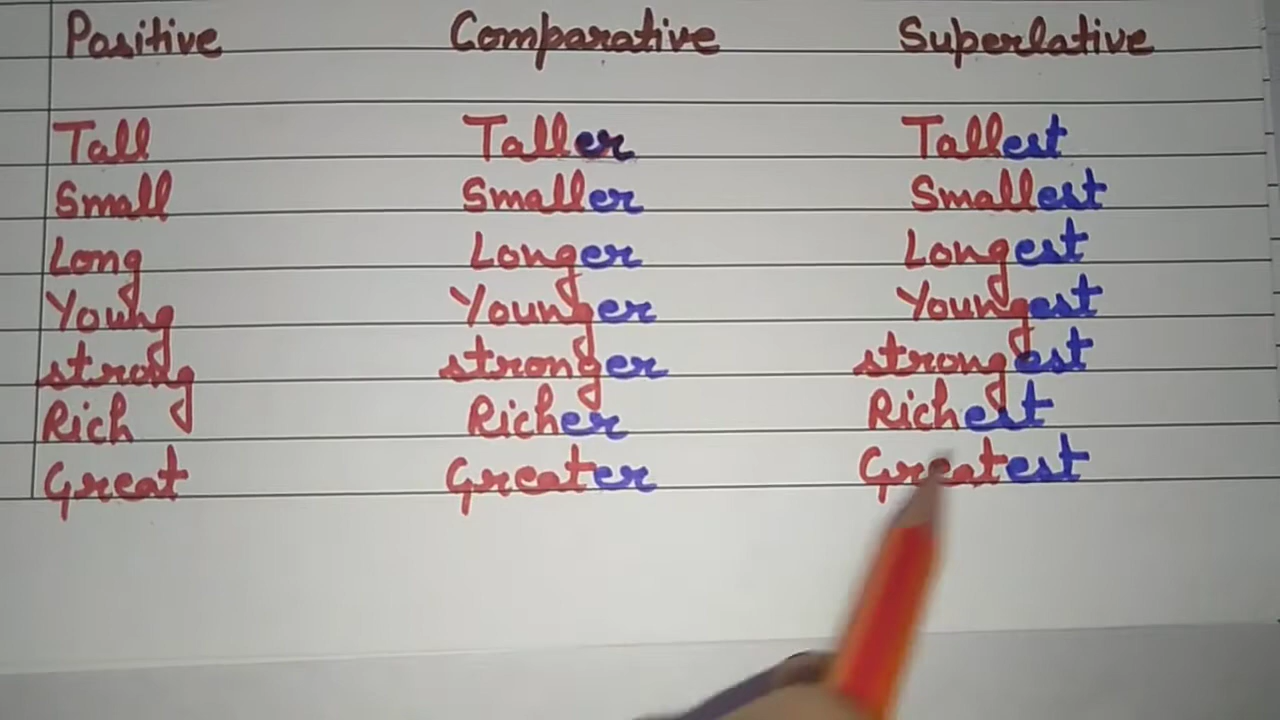 Positive Comparative Superlative
Tall Taller Tallest
Small Smaller Smallest
Long Longer Longest
Young Younger Youngest
strong stronger strongest
Rich Richer Richest
Great Greater Greatest